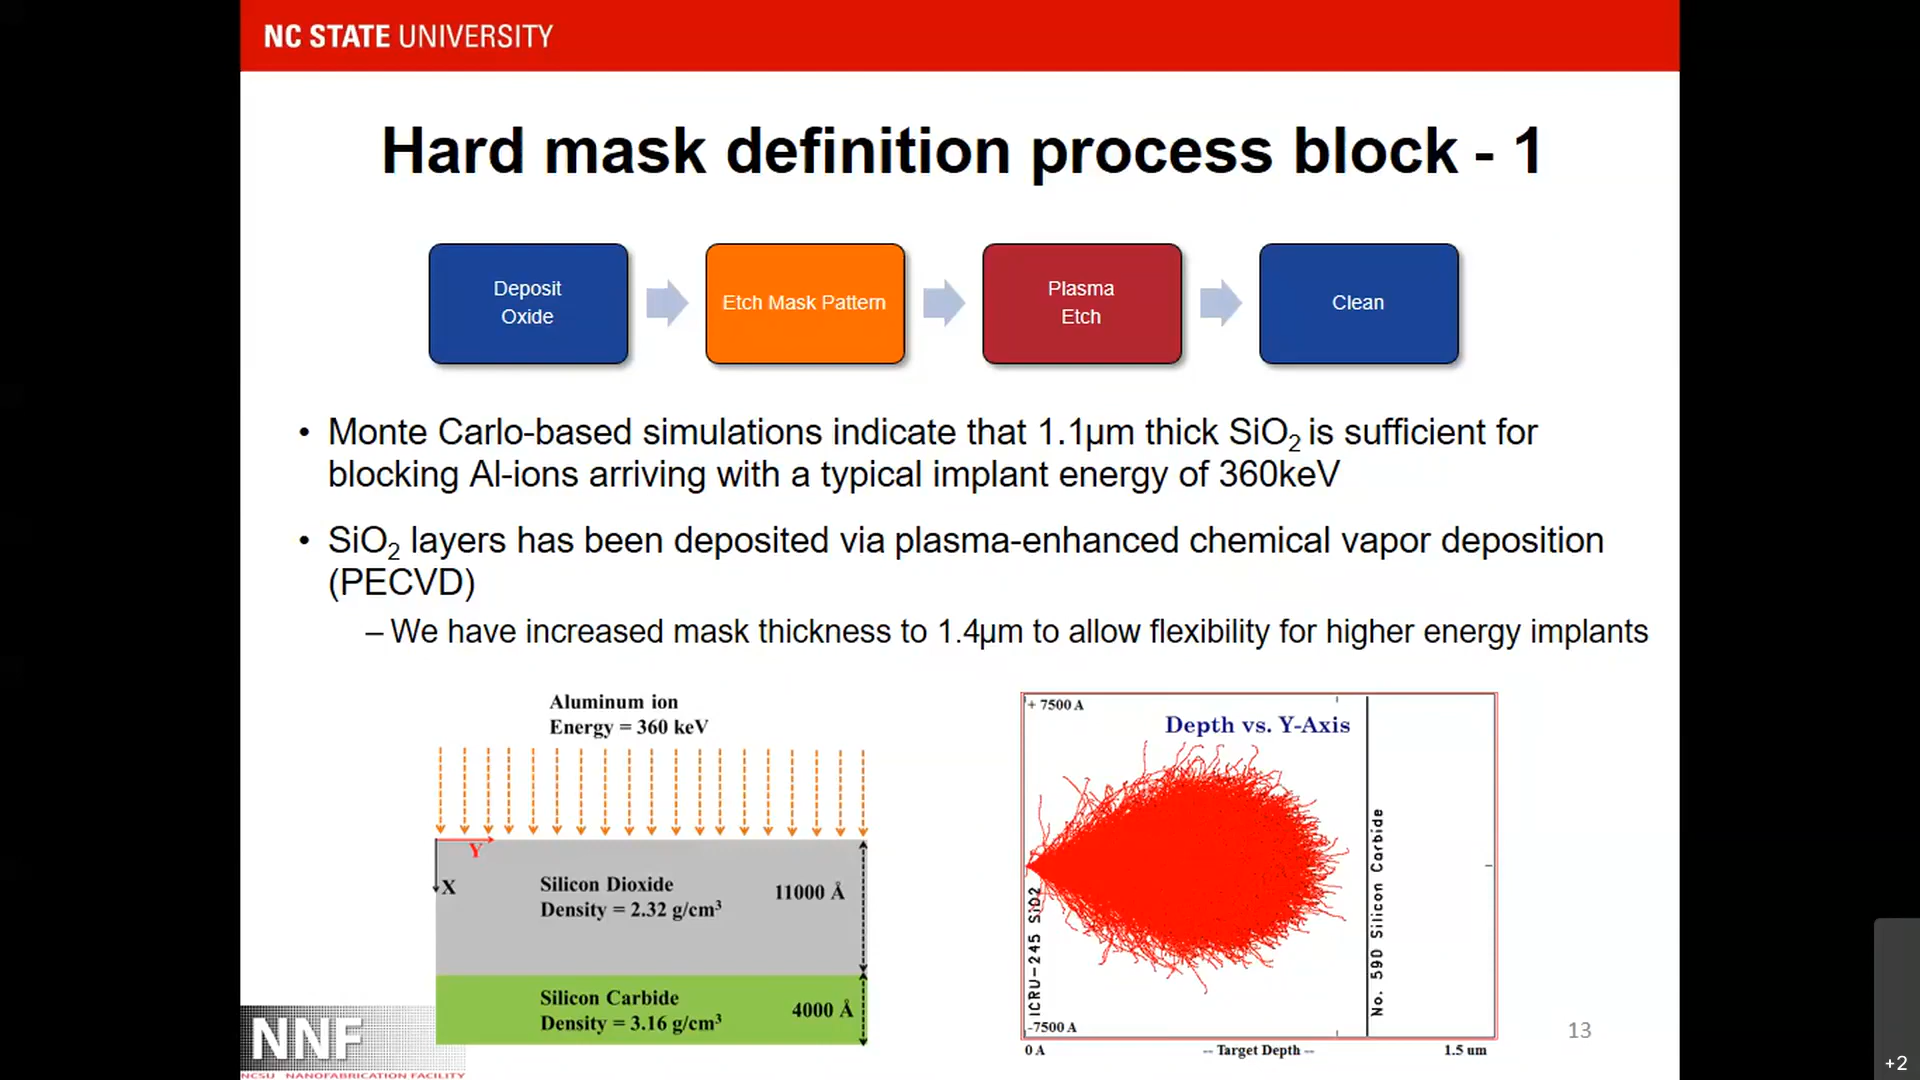 NC STATE UNIVERSITY
Hard mask definition process block - 1
Deposit
Oxide
Etch Mask Pattern
Plasma
Etch
Clean
• Monte Carlo-based simulations indicate that 1.1µm thick SiO2 is sufficient for
blocking Al-ions arriving with a typical implant energy of 360keV
• SiO2 layers has been deposited via plasma-enhanced chemical vapor deposition
(PECVD)
– We have increased mask thickness to 1.4µm to allow flexibility for higher energy implants
Aluminum ion
Energy = 360 keV
Y
X
Silicon Dioxide
Density = 2.32 g/cm³
11000 Å
Silicon Carbide
Density = 3.16 g/cm³
4000 Å
+ 7500 A
Depth vs. Y-Axis
ICRU-245 SiO2
No. 590 Silicon Carbide
-7500 A
0 A
-- Target Depth --
1.5 um
NNF
NCSU NANOFABRICATION FACILITY
13
+2